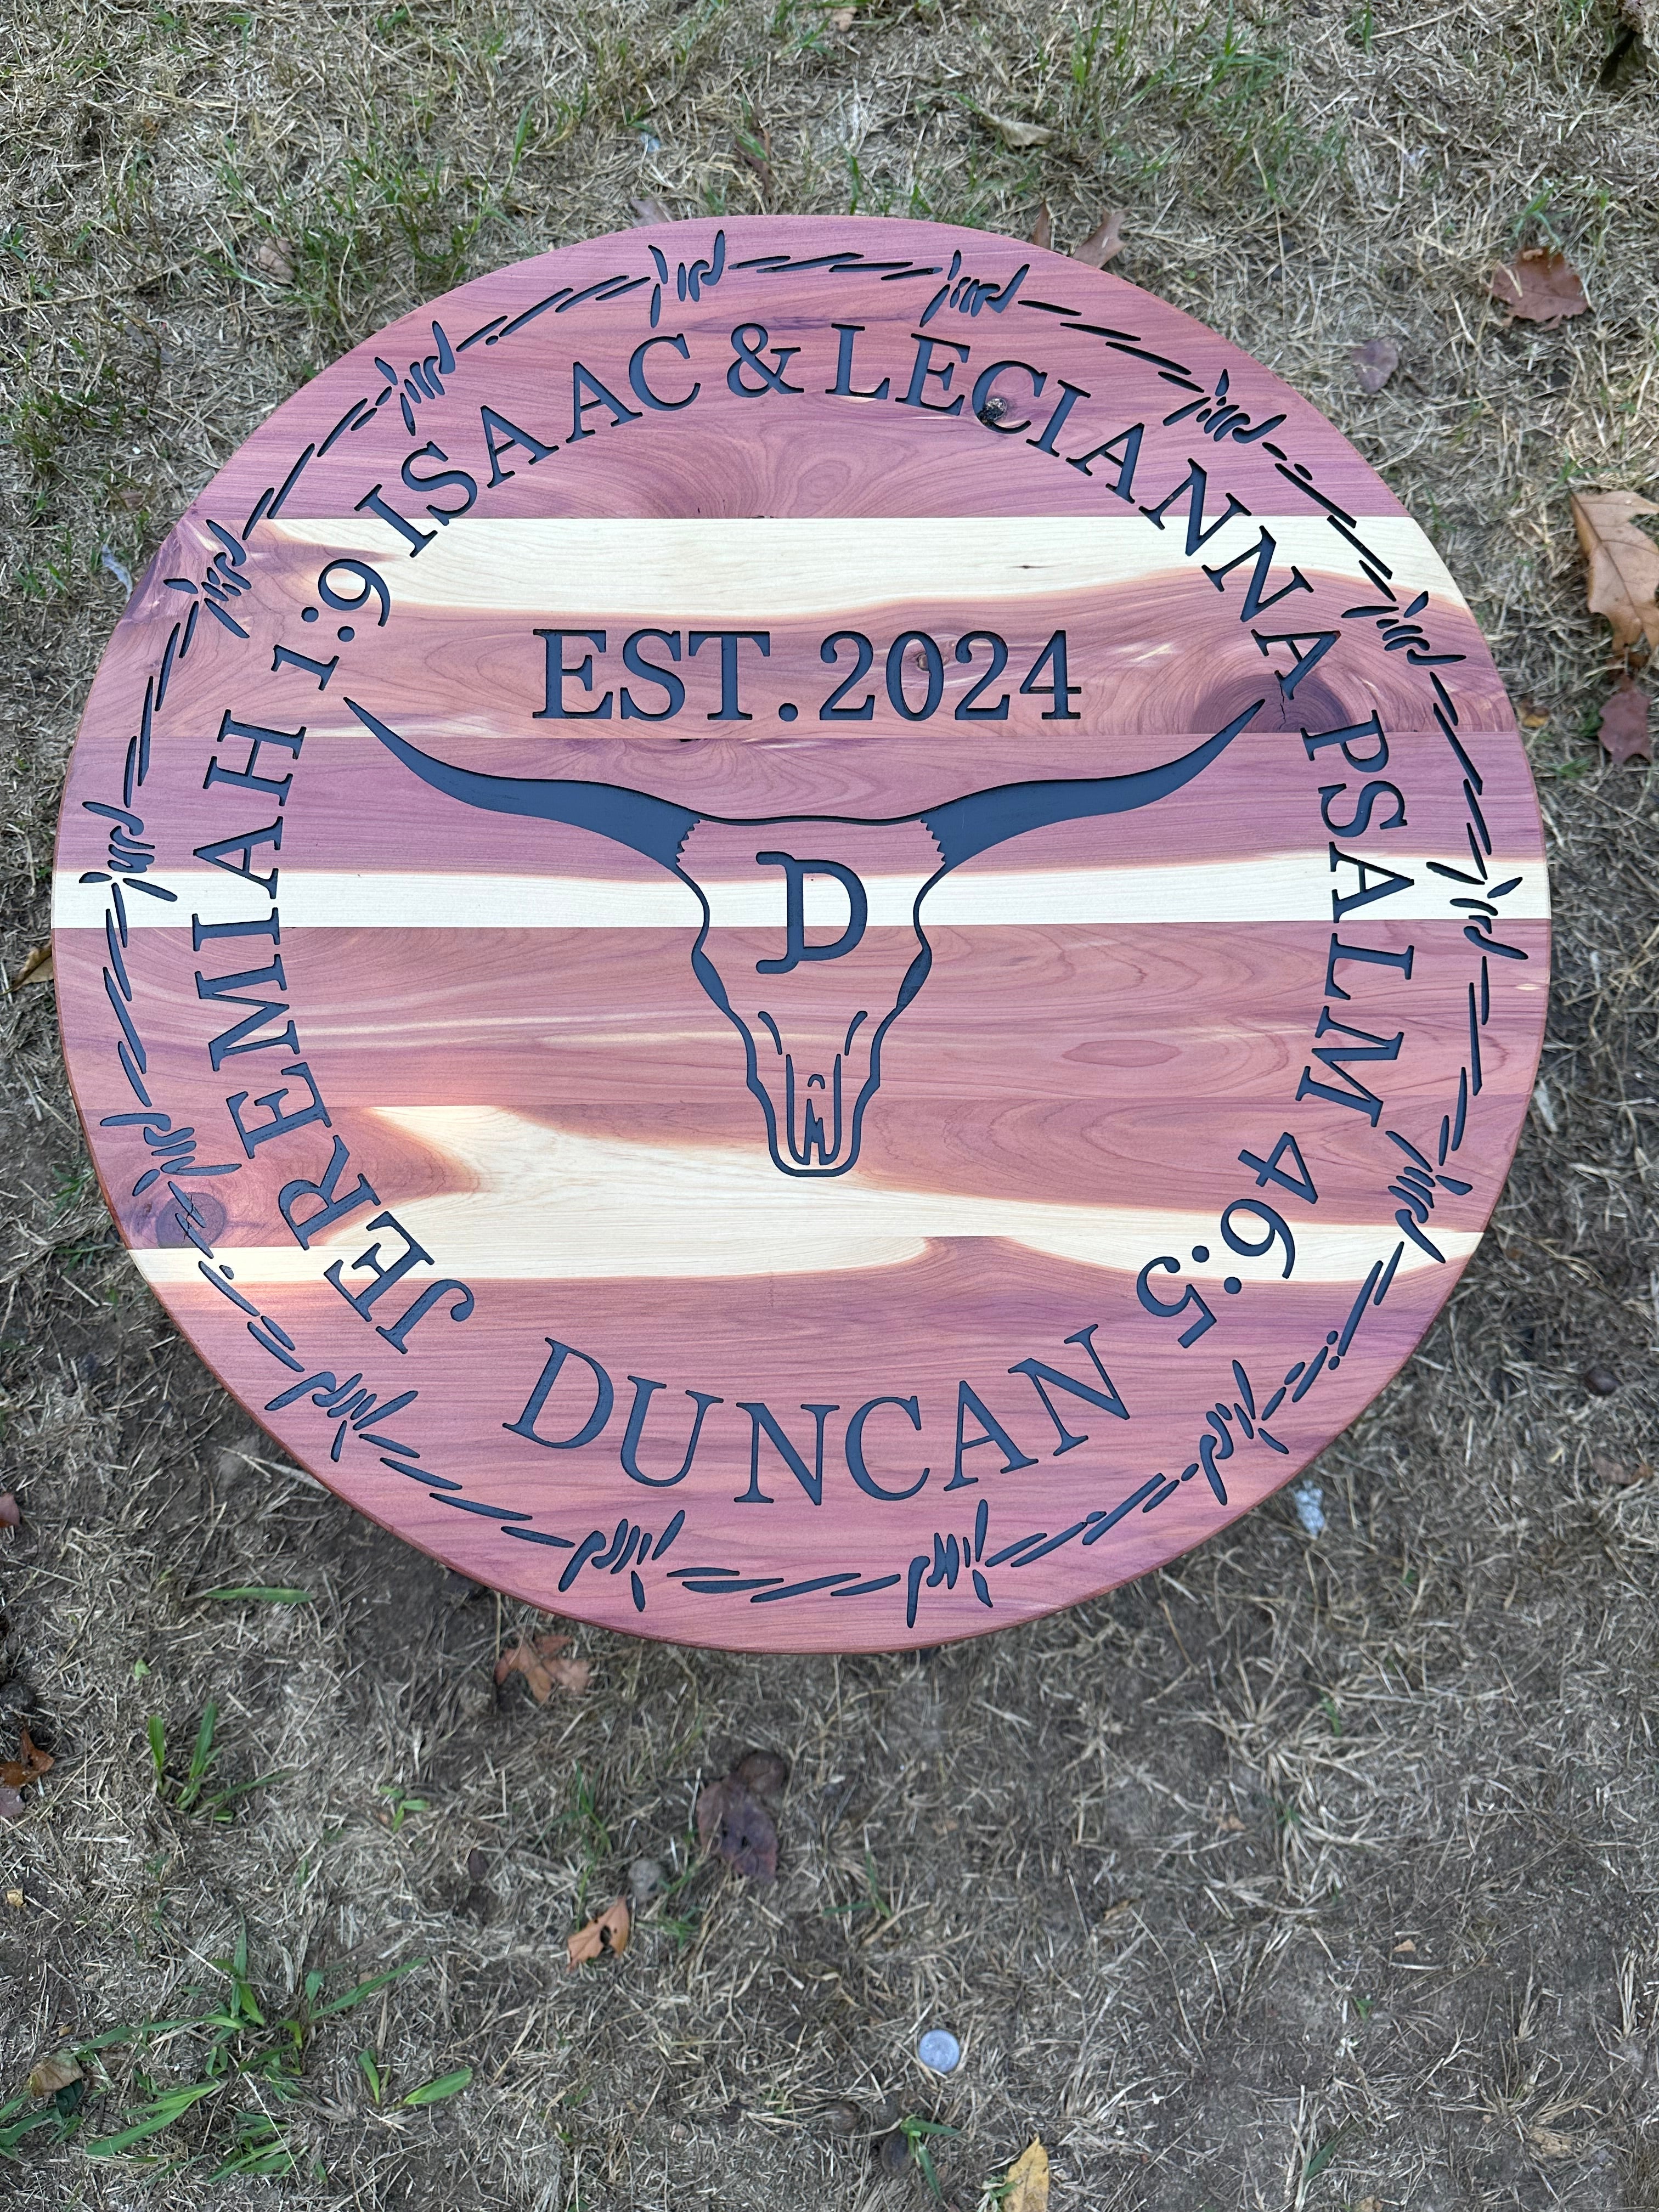 ISAAC & LECIANNA
PSALM 46:5
JEREMIAH 1:9
EST. 2024
D
DUNCAN